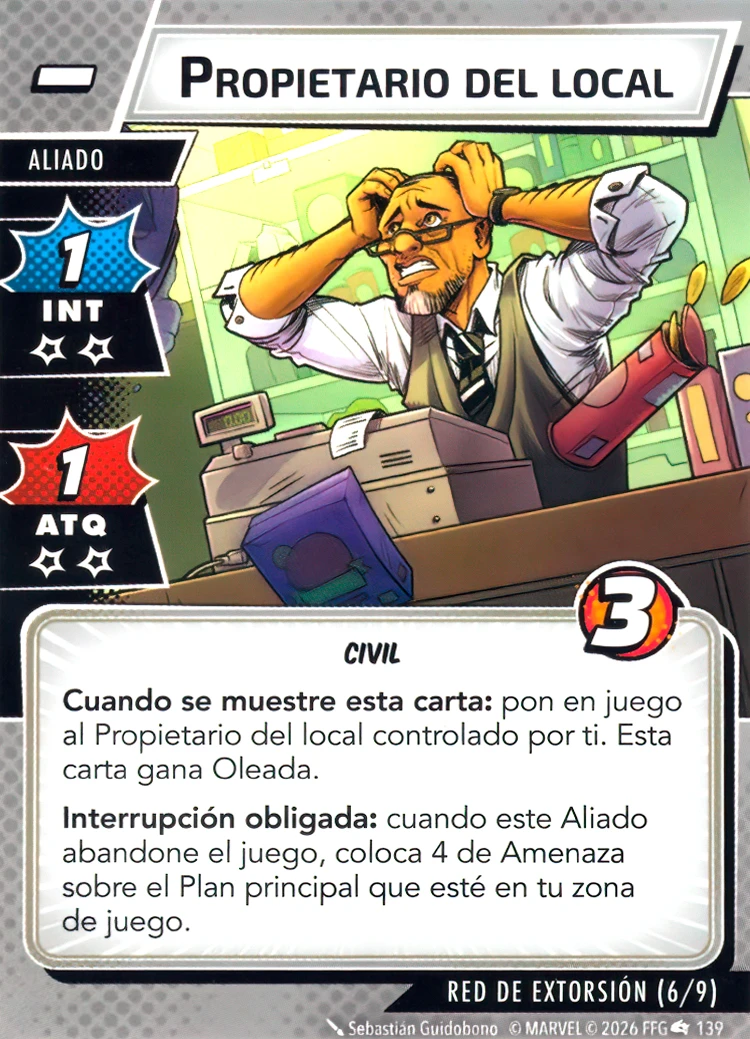 PROPIETARIO DEL LOCAL
ALIADO
1
INT
1
ATQ
3
CIVIL
Cuando se muestre esta carta: pon en juego
al Propietario del local controlado por ti. Esta
carta gana Oleada.
Interrupción obligada: cuando este Aliado
abandone el juego, coloca 4 de Amenaza
sobre el Plan principal que esté en tu zona
de juego.
RED DE EXTORSIÓN (6/9)
Sebastián Guidobono © MARVEL © 2026 FFG 139